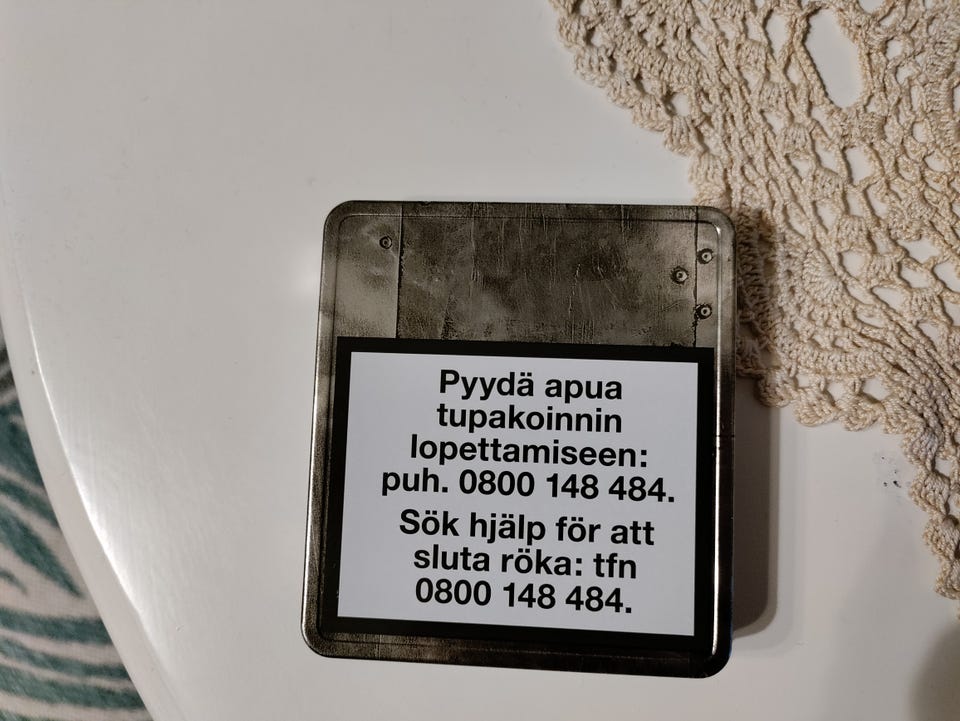 Pyydä apua
tupakoinnin
lopettamiseen:
puh. 0800 148 484.
Sök hjälp för att
sluta röka: tfn
0800 148 484.